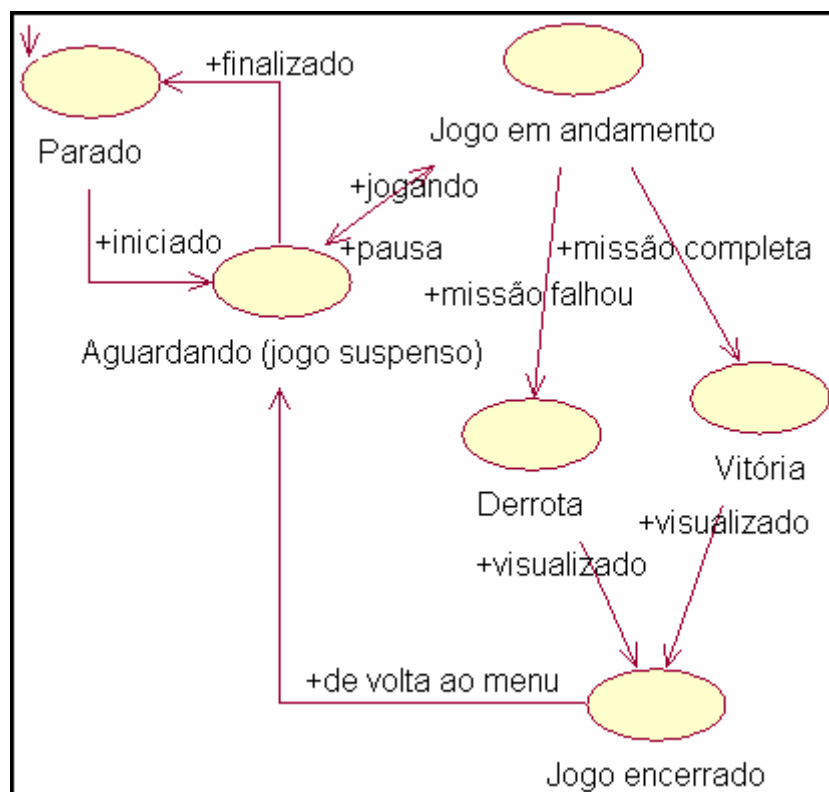 +finalizado
Parado
Jogo em andamento
+jogando
+iniciado
+pausa
+missão completa
+missão falhou
Aguardando (jogo suspenso)
Vitória
Derrota
+visualizado
+visualizado
+de volta ao menu
Jogo encerrado